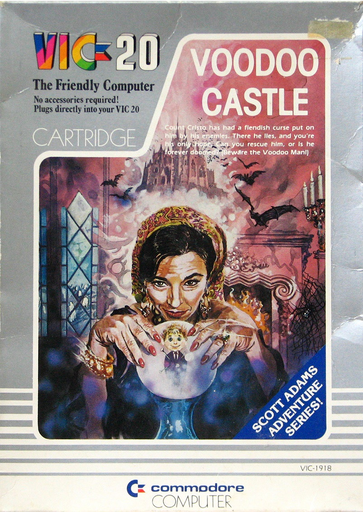 VIC-20
The Friendly Computer
No accessories required!
Plugs directly into your VIC 20
CARTRIDGE
VOODOO
CASTLE
Count Cristo has had a fiendish curse put on
him by his enemies. There he lies, and you're
his only hope. Can you rescue him, or is he
forever doomed? (Beware the Voodoo Man!)
SCOTT ADAMS
ADVENTURE
SERIES!
VIC-1918
commodore
COMPUTER